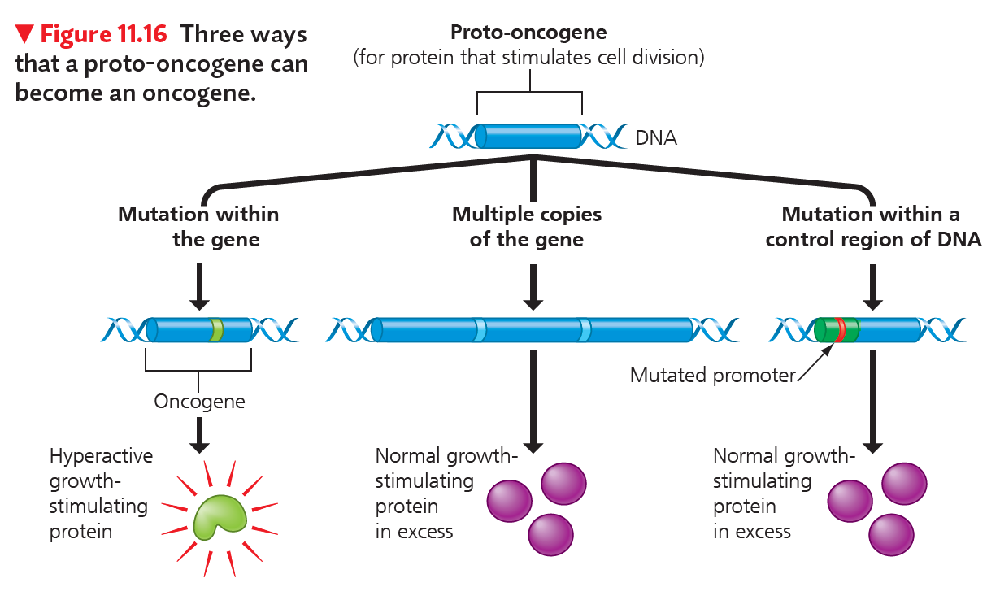 ▼ Figure 11.16 Three ways
that a proto-oncogene can
become an oncogene.
Proto-oncogene
(for protein that stimulates cell division)
DNA
Mutation within
the gene
Multiple copies
of the gene
Mutation within a
control region of DNA
Oncogene
Mutated promoter
Hyperactive
growth-
stimulating
protein
Normal growth-
stimulating
protein
in excess
Normal growth-
stimulating
protein
in excess